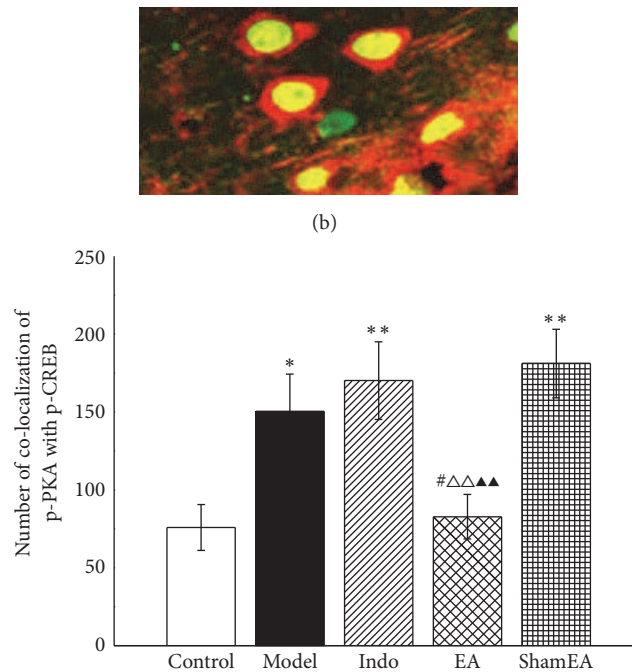 (b)
250
200
150
100
50
0
Number of co-localization of
p-PKA with p-CREB
*
**
#△△▲▲
**
Control Model Indo EA ShamEA